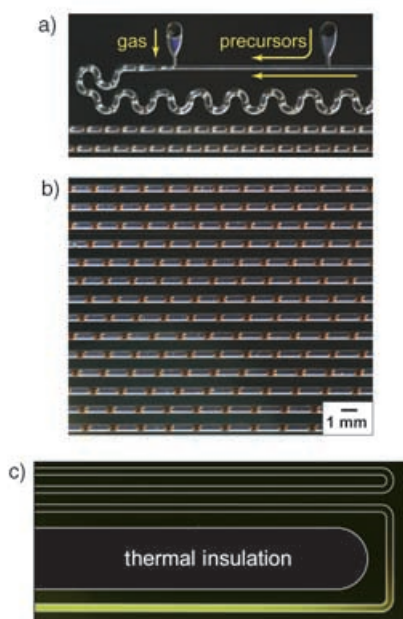 a)
gas precursors
b)
1 mm
c)
thermal insulation